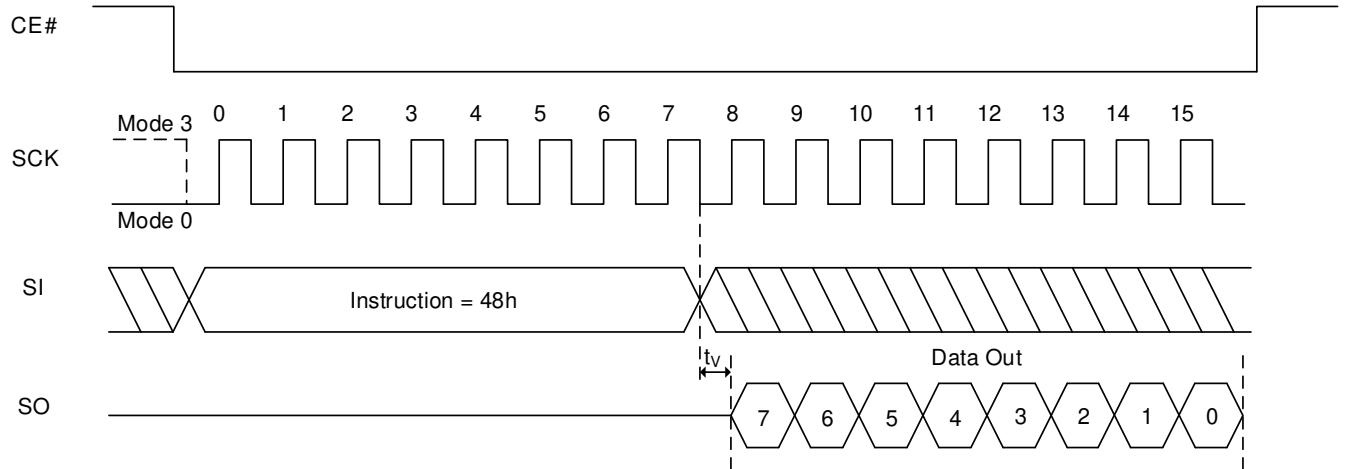 CE#
0 1 2 3 4 5 6 7 8 9 10 11 12 13 14 15
Mode 3
SCK
Mode 0
SI
Instruction = 48h
tV
Data Out
SO
7 6 5 4 3 2 1 0